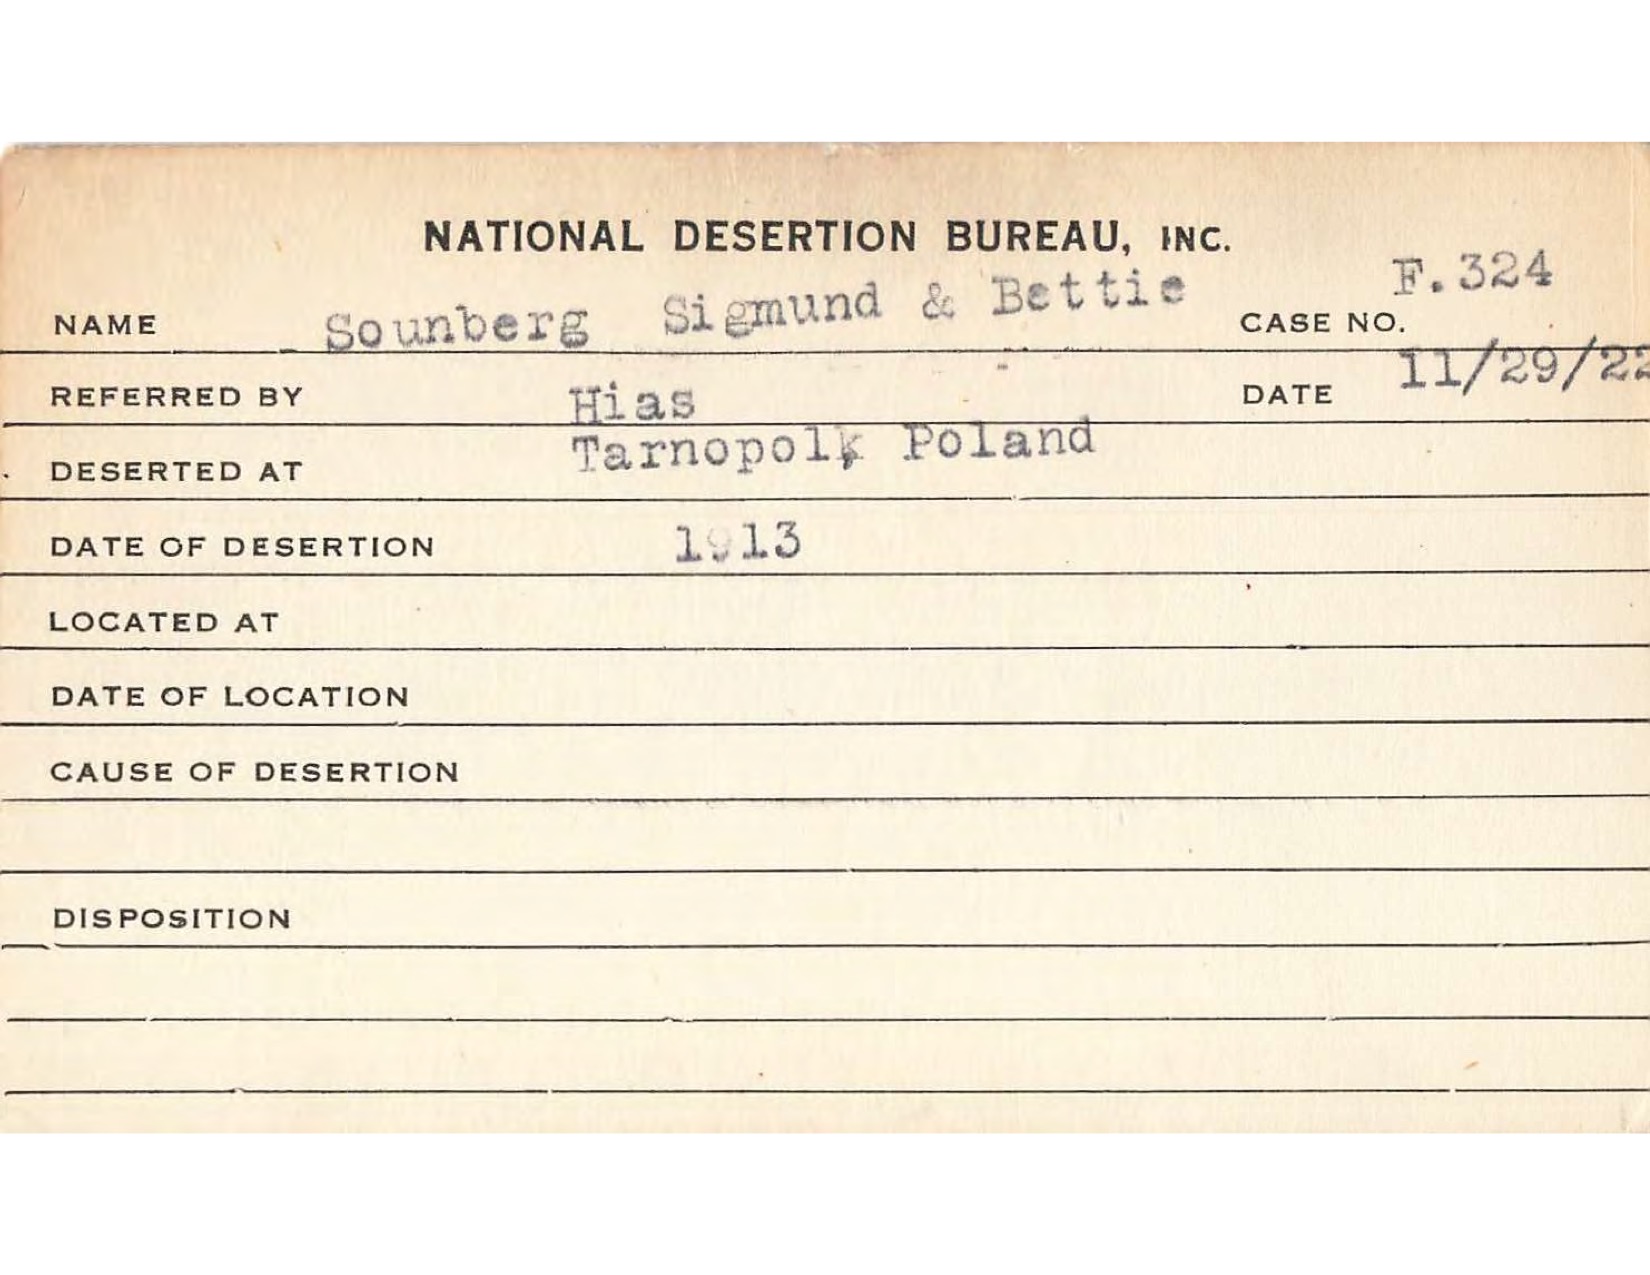 NATIONAL DESERTION BUREAU, INC.
NAME Sounberg Sigmund & Bettie CASE NO. F.324
REFERRED BY Hias DATE 11/29/22
DESERTED AT Tarnopol, Poland
DATE OF DESERTION 1913
LOCATED AT
DATE OF LOCATION
CAUSE OF DESERTION
DISPOSITION